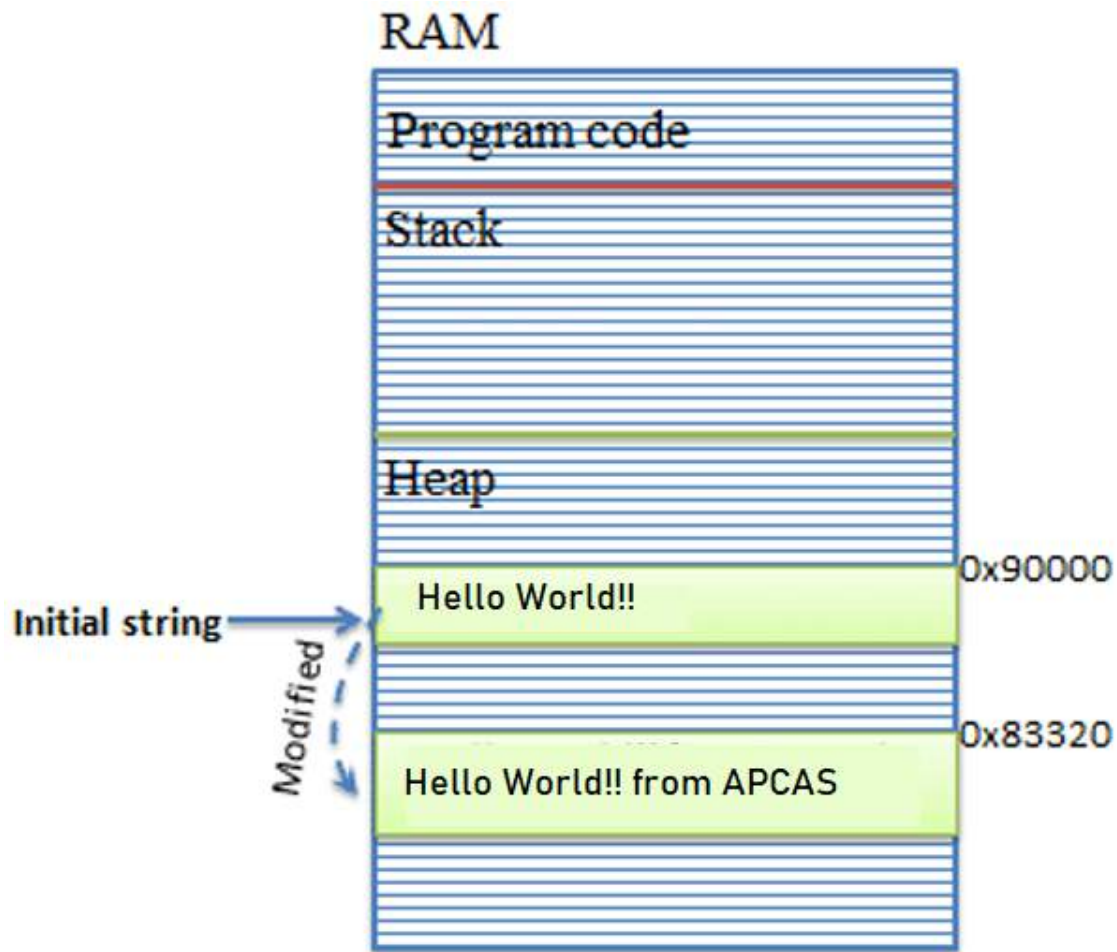 RAM
Program code
Stack
Heap
0x90000
Hello World!!
Initial string
Modified
0x83320
Hello World!! from APCAS